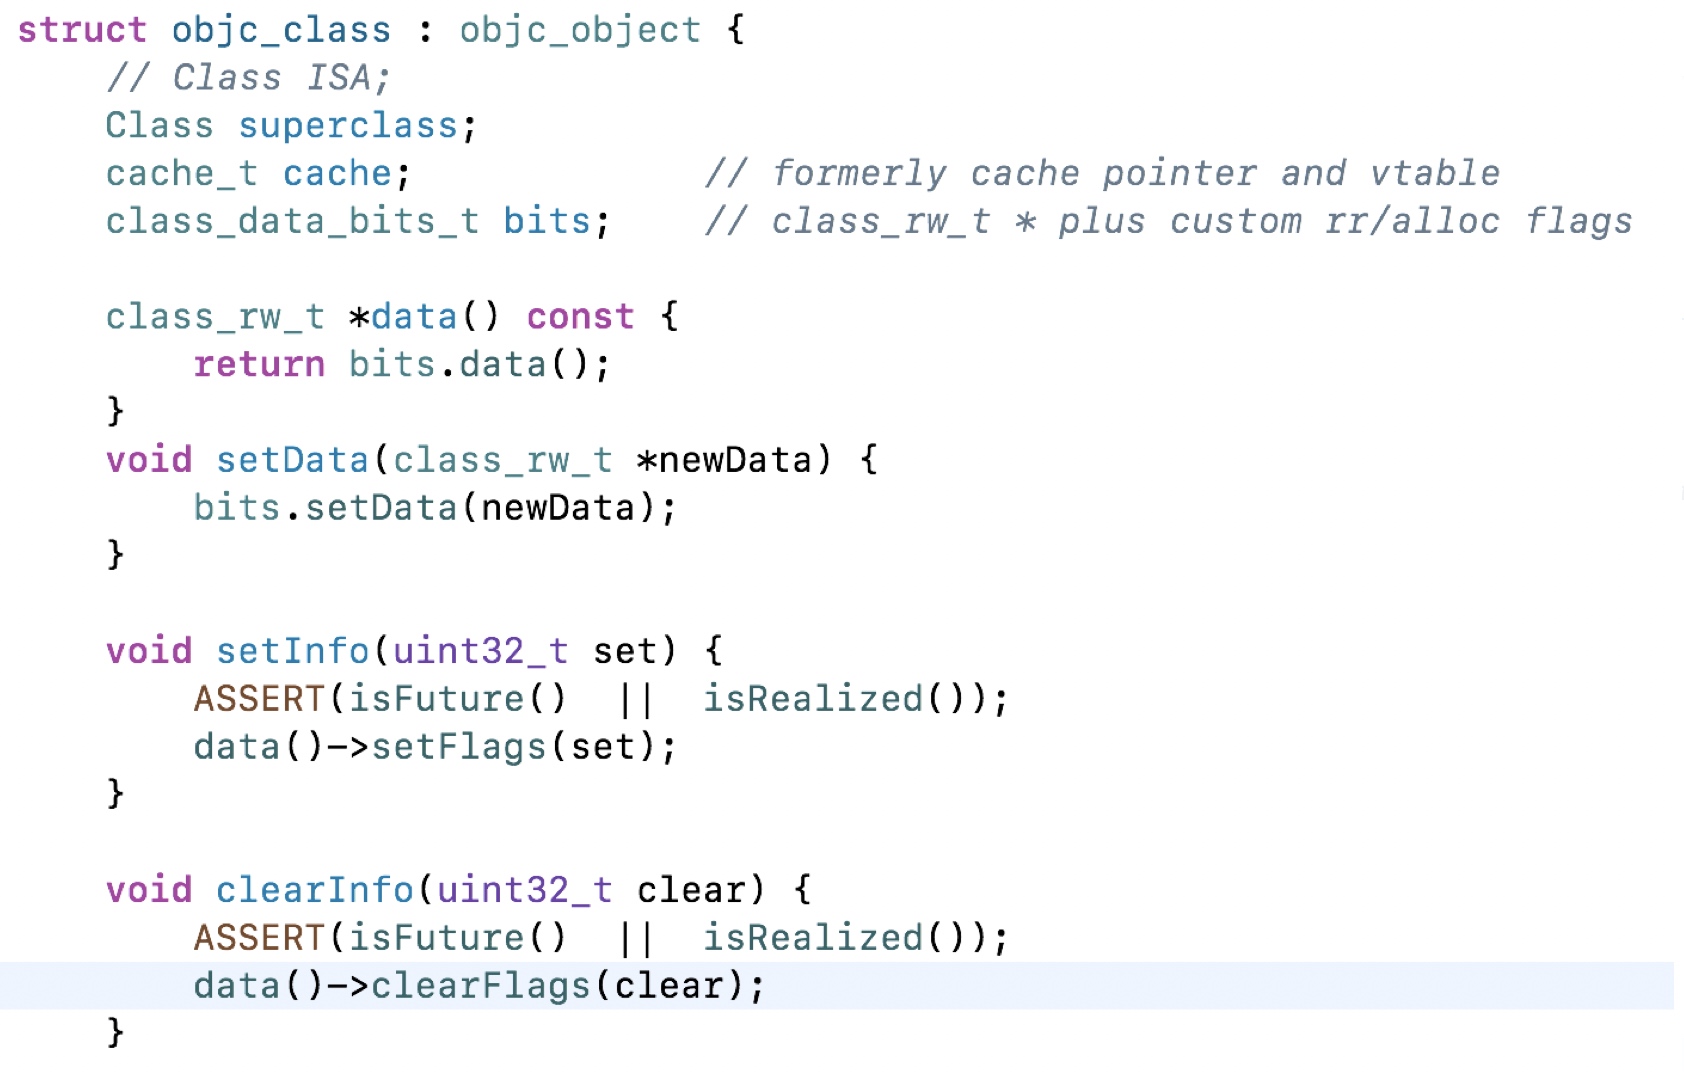 struct objc_class : objc_object {
    // Class ISA;
    Class superclass;
    cache_t cache;             // formerly cache pointer and vtable
    class_data_bits_t bits;    // class_rw_t * plus custom rr/alloc flags

    class_rw_t *data() const {
        return bits.data();
    }
    void setData(class_rw_t *newData) {
        bits.setData(newData);
    }

    void setInfo(uint32_t set) {
        ASSERT(isFuture()  ||  isRealized());
        data()->setFlags(set);
    }

    void clearInfo(uint32_t clear) {
        ASSERT(isFuture()  ||  isRealized());
        data()->clearFlags(clear);
    }